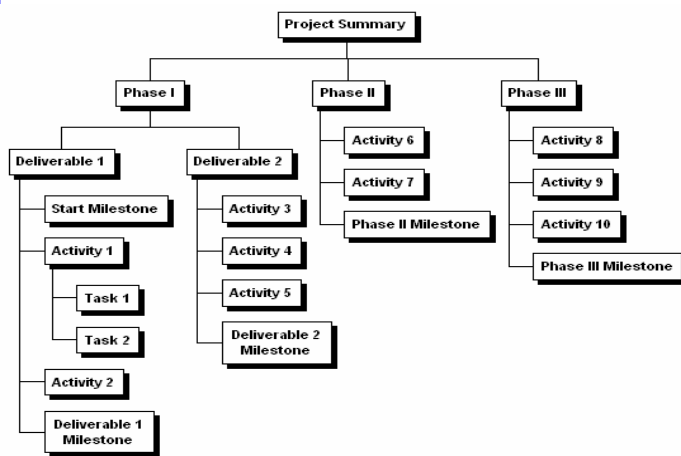 Project Summary
Phase I
Phase II
Phase III
Deliverable 1
Deliverable 2
Start Milestone
Activity 1
Task 1
Task 2
Activity 2
Deliverable 1
Milestone
Activity 3
Activity 4
Activity 5
Deliverable 2
Milestone
Activity 6
Activity 7
Phase II Milestone
Activity 8
Activity 9
Activity 10
Phase III Milestone